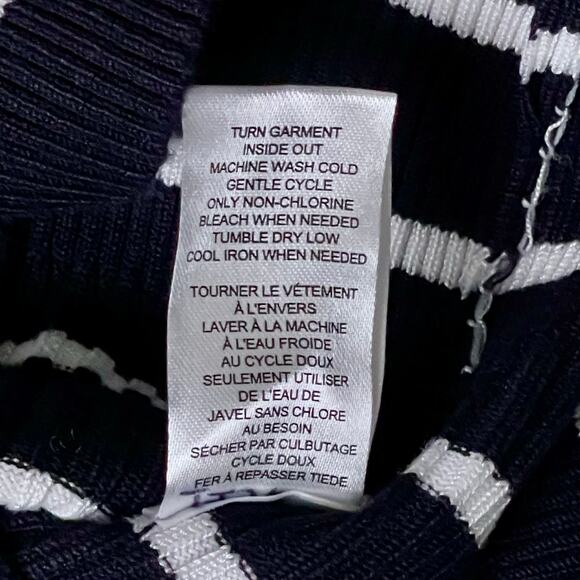 TURN GARMENT
INSIDE OUT
MACHINE WASH COLD
GENTLE CYCLE
ONLY NON-CHLORINE
BLEACH WHEN NEEDED
TUMBLE DRY LOW
COOL IRON WHEN NEEDED
TOURNER LE VÉTEMENT
À L'ENVERS
LAVER À LA MACHINE
À L'EAU FROIDE
AU CYCLE DOUX
SEULEMENT UTILISER
DE L'EAU DE
JAVEL SANS CHLORE
AU BESOIN
SÉCHER PAR CULBUTAGE
CYCLE DOUX
FER À REPASSER TIEDE